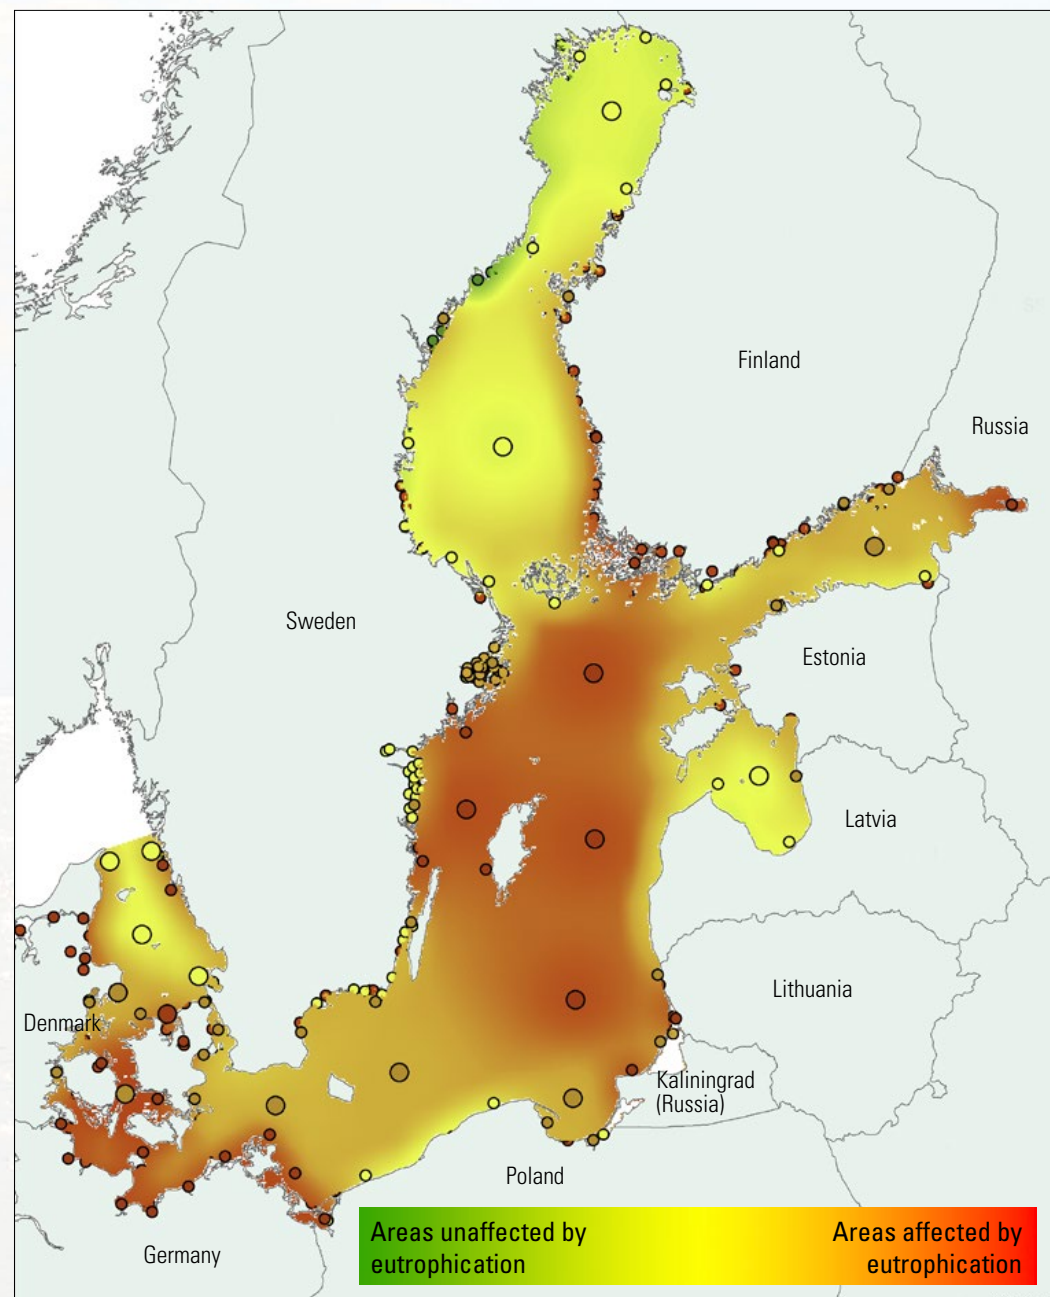 Finland
Russia
Sweden
Estonia
Latvia
Lithuania
Denmark
Kaliningrad
(Russia)
Poland
Germany
Areas unaffected by
eutrophication
Areas affected by
eutrophication